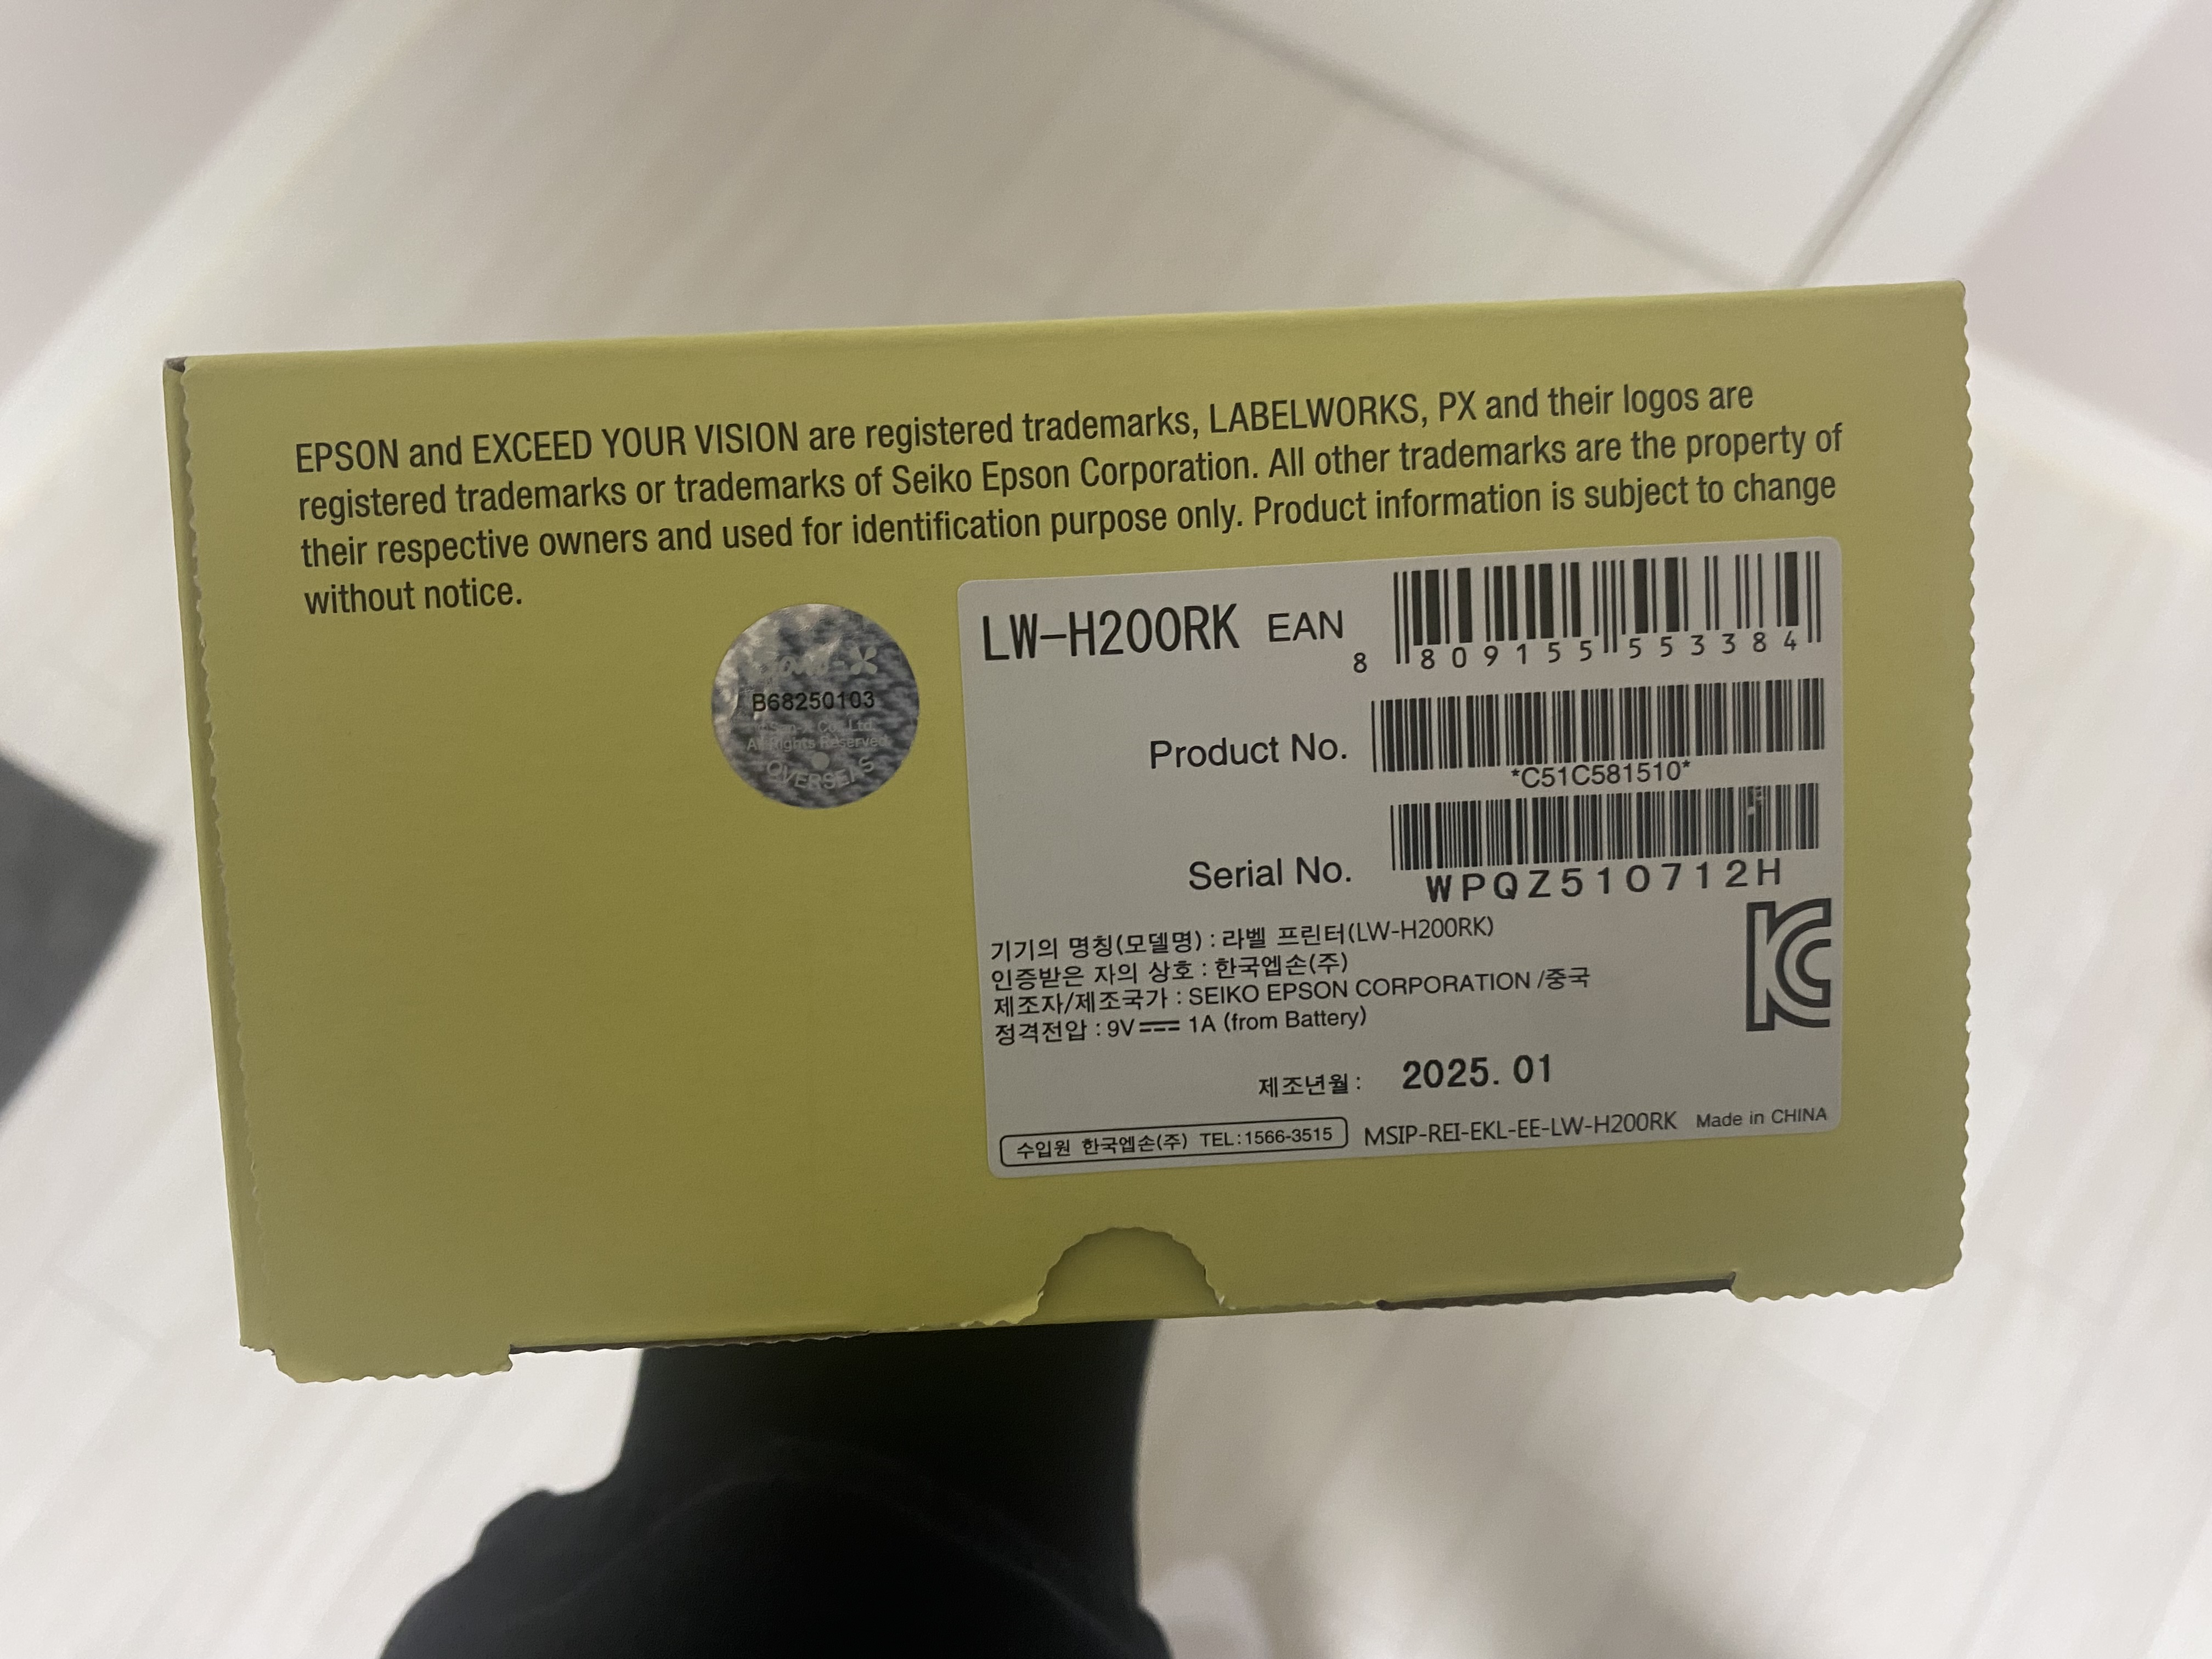 EPSON and EXCEED YOUR VISION are registered trademarks, LABELWORKS, PX and their logos are
registered trademarks or trademarks of Seiko Epson Corporation. All other trademarks are the property of
their respective owners and used for identification purpose only. Product information is subject to change
without notice.
San-X
B68250103
San-X Co., Ltd.
All Rights Reserved
OVERSEAS
LW-H200RK EAN
8 809155 553384
Product No.
*C51C581510*
Serial No.
WPQZ510712H
기기의 명칭(모델명) : 라벨 프린터(LW-H200RK)
인증받은 자의 상호 : 한국엡손(주)
제조자/제조국가 : SEIKO EPSON CORPORATION /중국
정격전압 : 9V⎓ 1A (from Battery)
제조년월 : 2025. 01
수입원 한국엡손(주) TEL:1566-3515
MSIP-REI-EKL-EE-LW-H200RK Made in CHINA